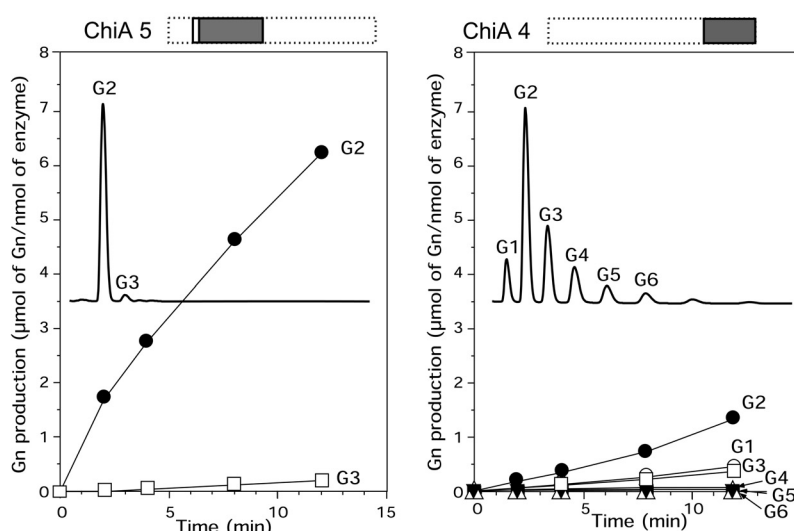 ChiA 5
8
7
6
5
4
3
2
1
0
Gn production (µmol of Gn/nmol of enzyme)
G2
G3
G2
G3
0
5
10
15
Time (min)
ChiA 4
8
7
6
5
4
3
2
1
0
Gn production (µmol of Gn/nmol of enzyme)
G1
G2
G3
G4
G5
G6
G2
G1
G3
G4
G5
G6
0
5
10
Time (min)